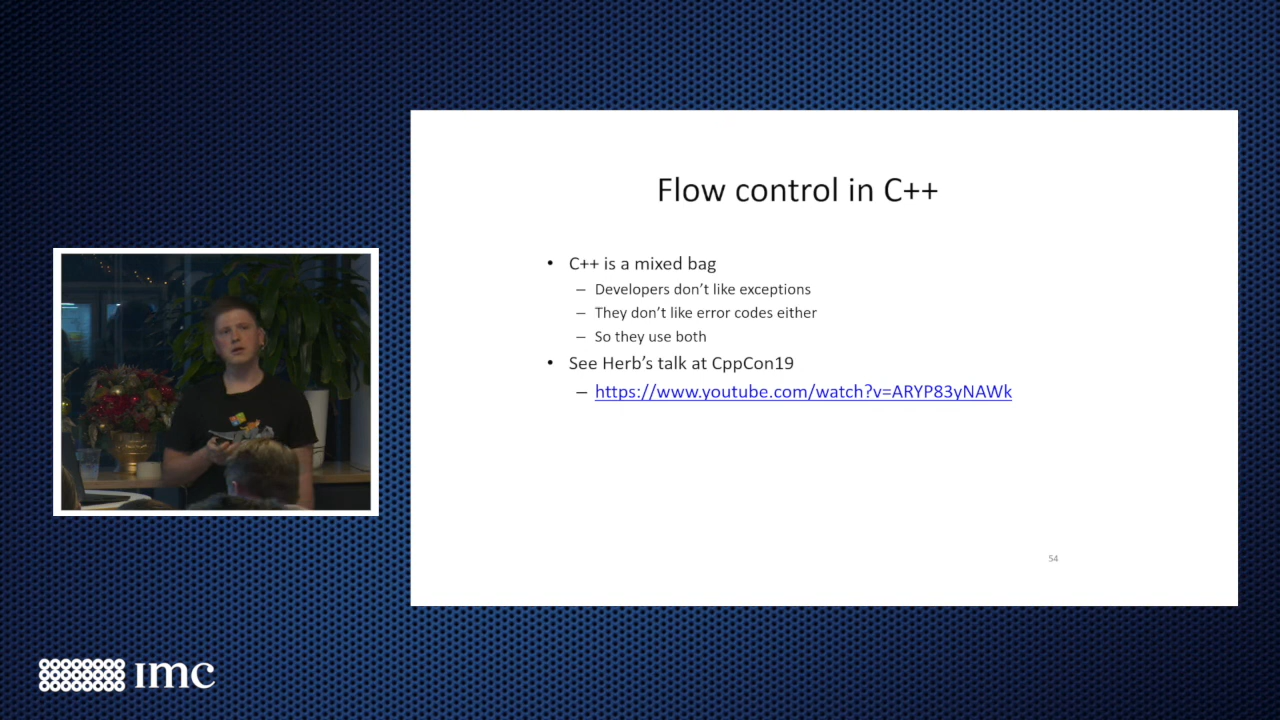 Flow control in C++
• C++ is a mixed bag
– Developers don't like exceptions
– They don't like error codes either
– So they use both
• See Herb's talk at CppCon19
– https://www.youtube.com/watch?v=ARYP83yNAWk
54
imc